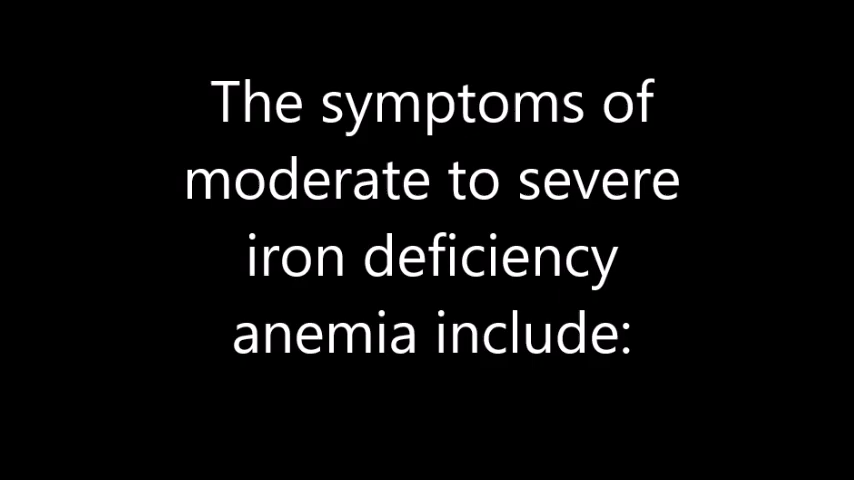 The symptoms of
moderate to severe
iron deficiency
anemia include: